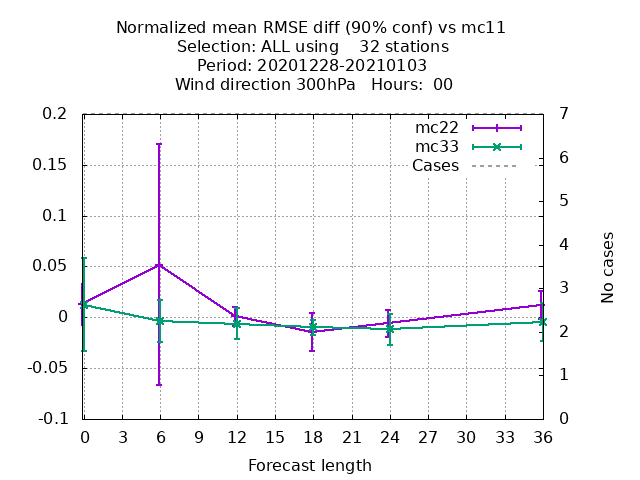 Normalized mean RMSE diff (90% conf) vs mc11
Selection: ALL using 32 stations
Period: 20201228-20210103
Wind direction 300hPa Hours: 00
mc22
mc33
Cases
0.2
0.15
0.1
0.05
0
-0.05
-0.1
7
6
5
4
3
2
1
0
No cases
0 3 6 9 12 15 18 21 24 27 30 33 36
Forecast length